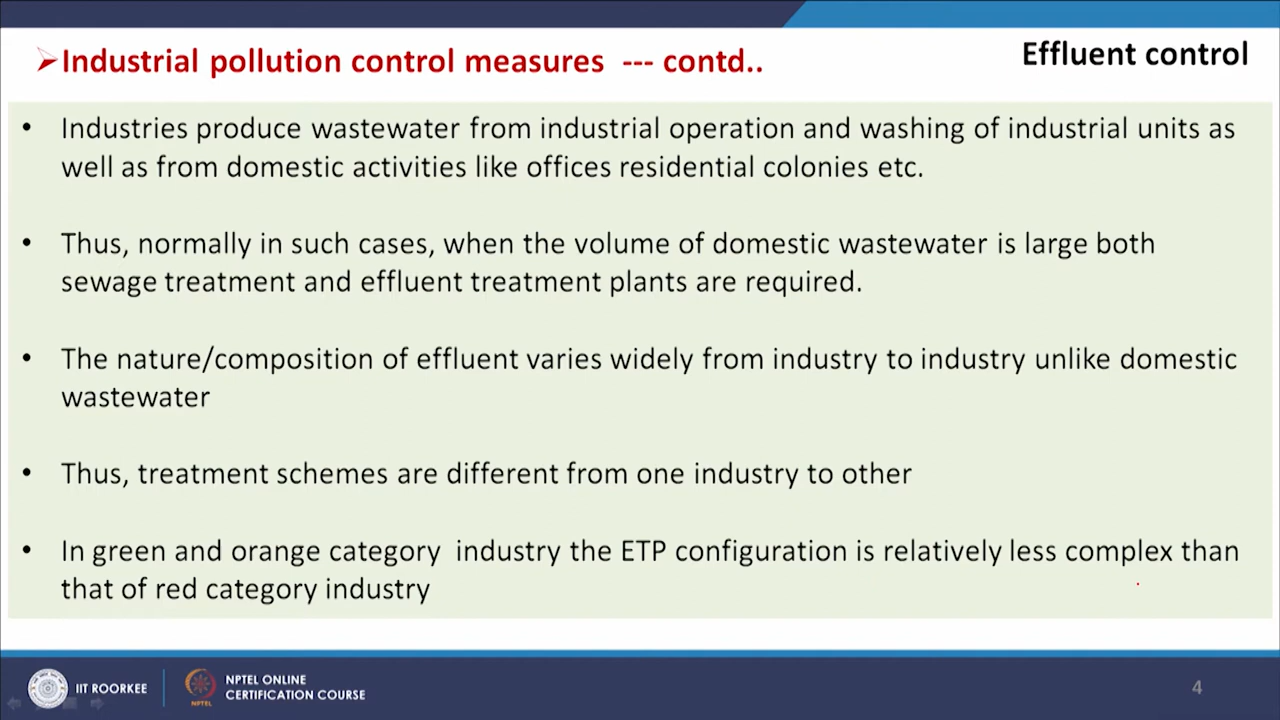 Industrial pollution control measures --- contd..
Effluent control
• Industries produce wastewater from industrial operation and washing of industrial units as
well as from domestic activities like offices residential colonies etc.
• Thus, normally in such cases, when the volume of domestic wastewater is large both
sewage treatment and effluent treatment plants are required.
• The nature/composition of effluent varies widely from industry to industry unlike domestic
wastewater
• Thus, treatment schemes are different from one industry to other
• In green and orange category industry the ETP configuration is relatively less complex than
that of red category industry
IIT ROORKEE
NPTEL
NPTEL ONLINE
CERTIFICATION COURSE
4